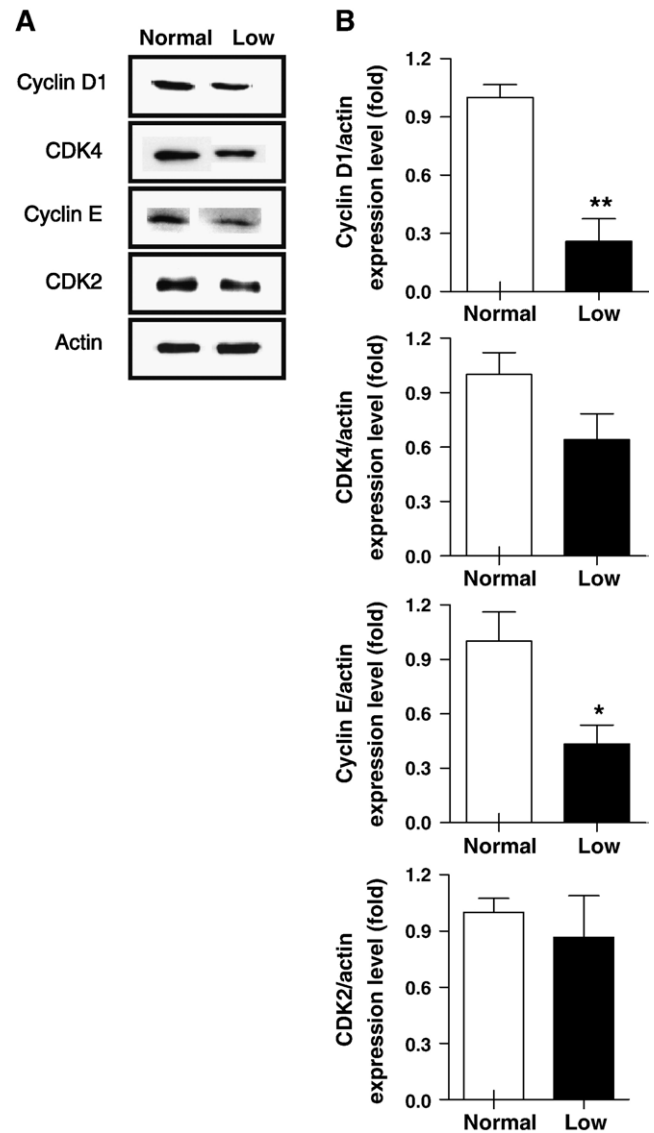 A
Normal Low
Cyclin D1
CDK4
Cyclin E
CDK2
Actin
B
Cyclin D1/actin
expression level (fold)
1.2
0.9
0.6
0.3
0.0
**
Normal Low
CDK4/actin
expression level (fold)
1.2
0.9
0.6
0.3
0.0
Normal Low
Cyclin E/actin
expression level (fold)
1.2
0.9
0.6
0.3
0.0
*
Normal Low
CDK2/actin
expression level (fold)
1.2
0.9
0.6
0.3
0.0
Normal Low